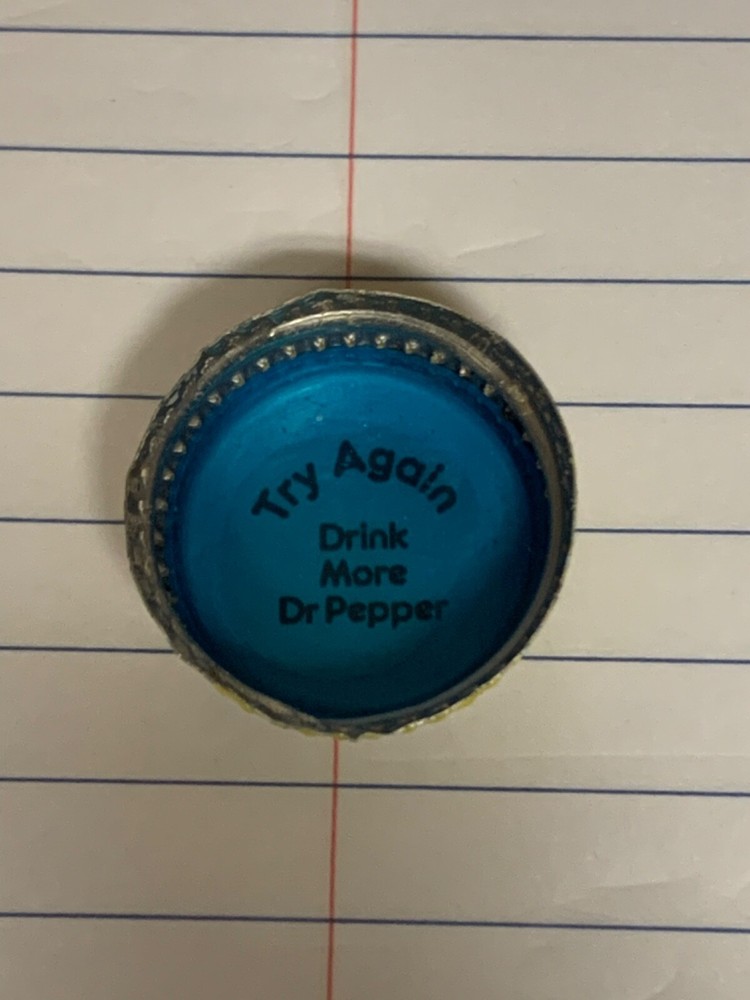 Try Again
Drink
More
Dr Pepper